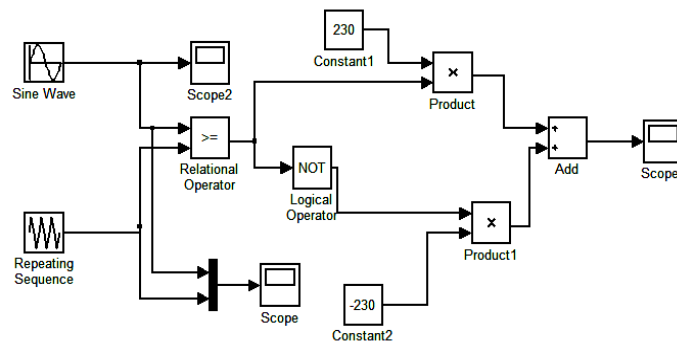 230
Constant1
Sine Wave
Scope2
×
Product
>=
Relational
Operator
+
+
Add
Scope
NOT
Logical
Operator
×
Product1
Repeating
Sequence
Scope
-230
Constant2